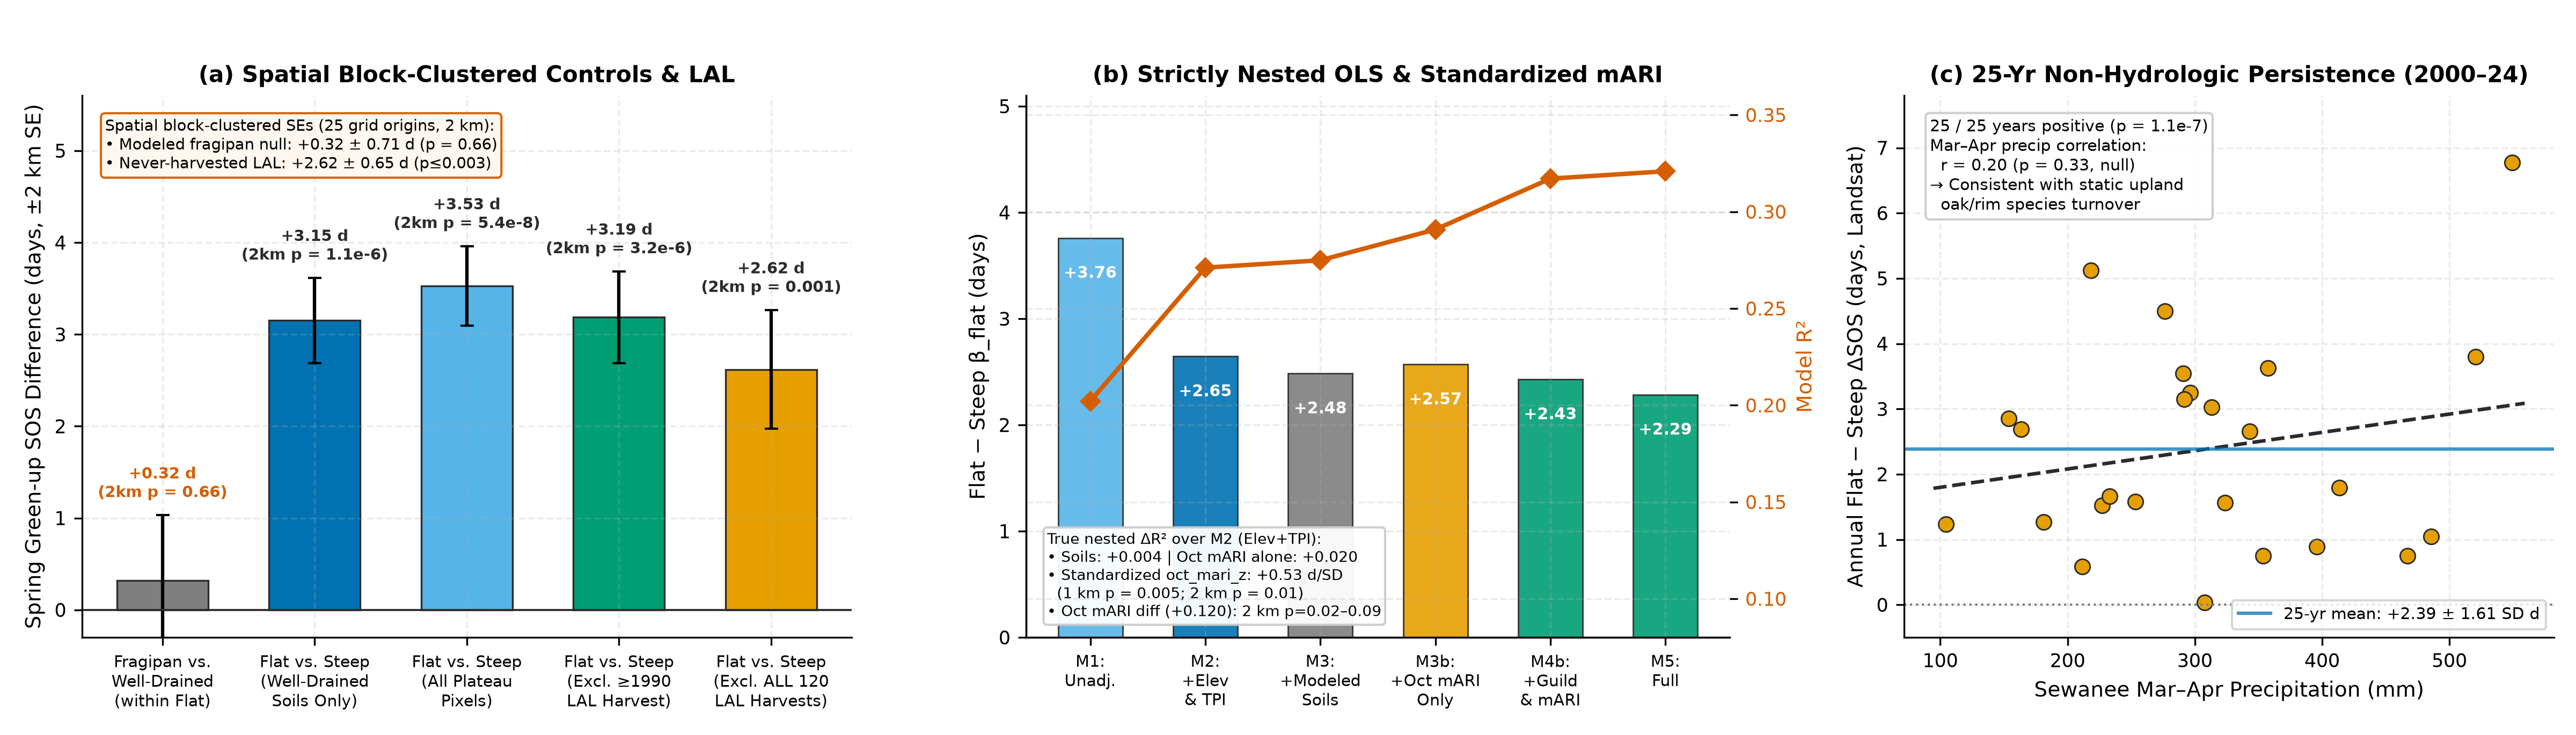 (a) Spatial Block-Clustered Controls & LAL
Spring Green-up SOS Difference (days, ±2 km SE)
5
4
3
2
1
0
Spatial block-clustered SEs (25 grid origins, 2 km):
• Modeled fragipan null: +0.32 ± 0.71 d (p = 0.66)
• Never-harvested LAL: +2.62 ± 0.65 d (p≤0.003)
+0.32 d
(2km p = 0.66)
+3.15 d
(2km p = 1.1e-6)
+3.53 d
(2km p = 5.4e-8)
+3.19 d
(2km p = 3.2e-6)
+2.62 d
(2km p = 0.001)
Fragipan vs.
Well-Drained
(within Flat)
Flat vs. Steep
(Well-Drained
Soils Only)
Flat vs. Steep
(All Plateau
Pixels)
Flat vs. Steep
(Excl. ≥1990
LAL Harvest)
Flat vs. Steep
(Excl. ALL 120
LAL Harvests)
(b) Strictly Nested OLS & Standardized mARI
Flat − Steep β_flat (days)
5
4
3
2
1
0
+3.76
+2.65
+2.48
+2.57
+2.43
+2.29
True nested ΔR² over M2 (Elev+TPI):
• Soils: +0.004 | Oct mARI alone: +0.020
• Standardized oct_mari_z: +0.53 d/SD
(1 km p = 0.005; 2 km p = 0.01)
• Oct mARI diff (+0.120): 2 km p=0.02–0.09
M1:
Unadj.
M2:
+Elev
& TPI
M3:
+Modeled
Soils
M3b:
+Oct mARI
Only
M4b:
+Guild
& mARI
M5:
Full
0.35
0.30
0.25
0.20
0.15
0.10
Model R²
(c) 25-Yr Non-Hydrologic Persistence (2000–24)
Annual Flat − Steep ΔSOS (days, Landsat)
7
6
5
4
3
2
1
0
25 / 25 years positive (p = 1.1e-7)
Mar–Apr precip correlation:
r = 0.20 (p = 0.33, null)
→ Consistent with static upland
oak/rim species turnover
25-yr mean: +2.39 ± 1.61 SD d
100
200
300
400
500
Sewanee Mar–Apr Precipitation (mm)